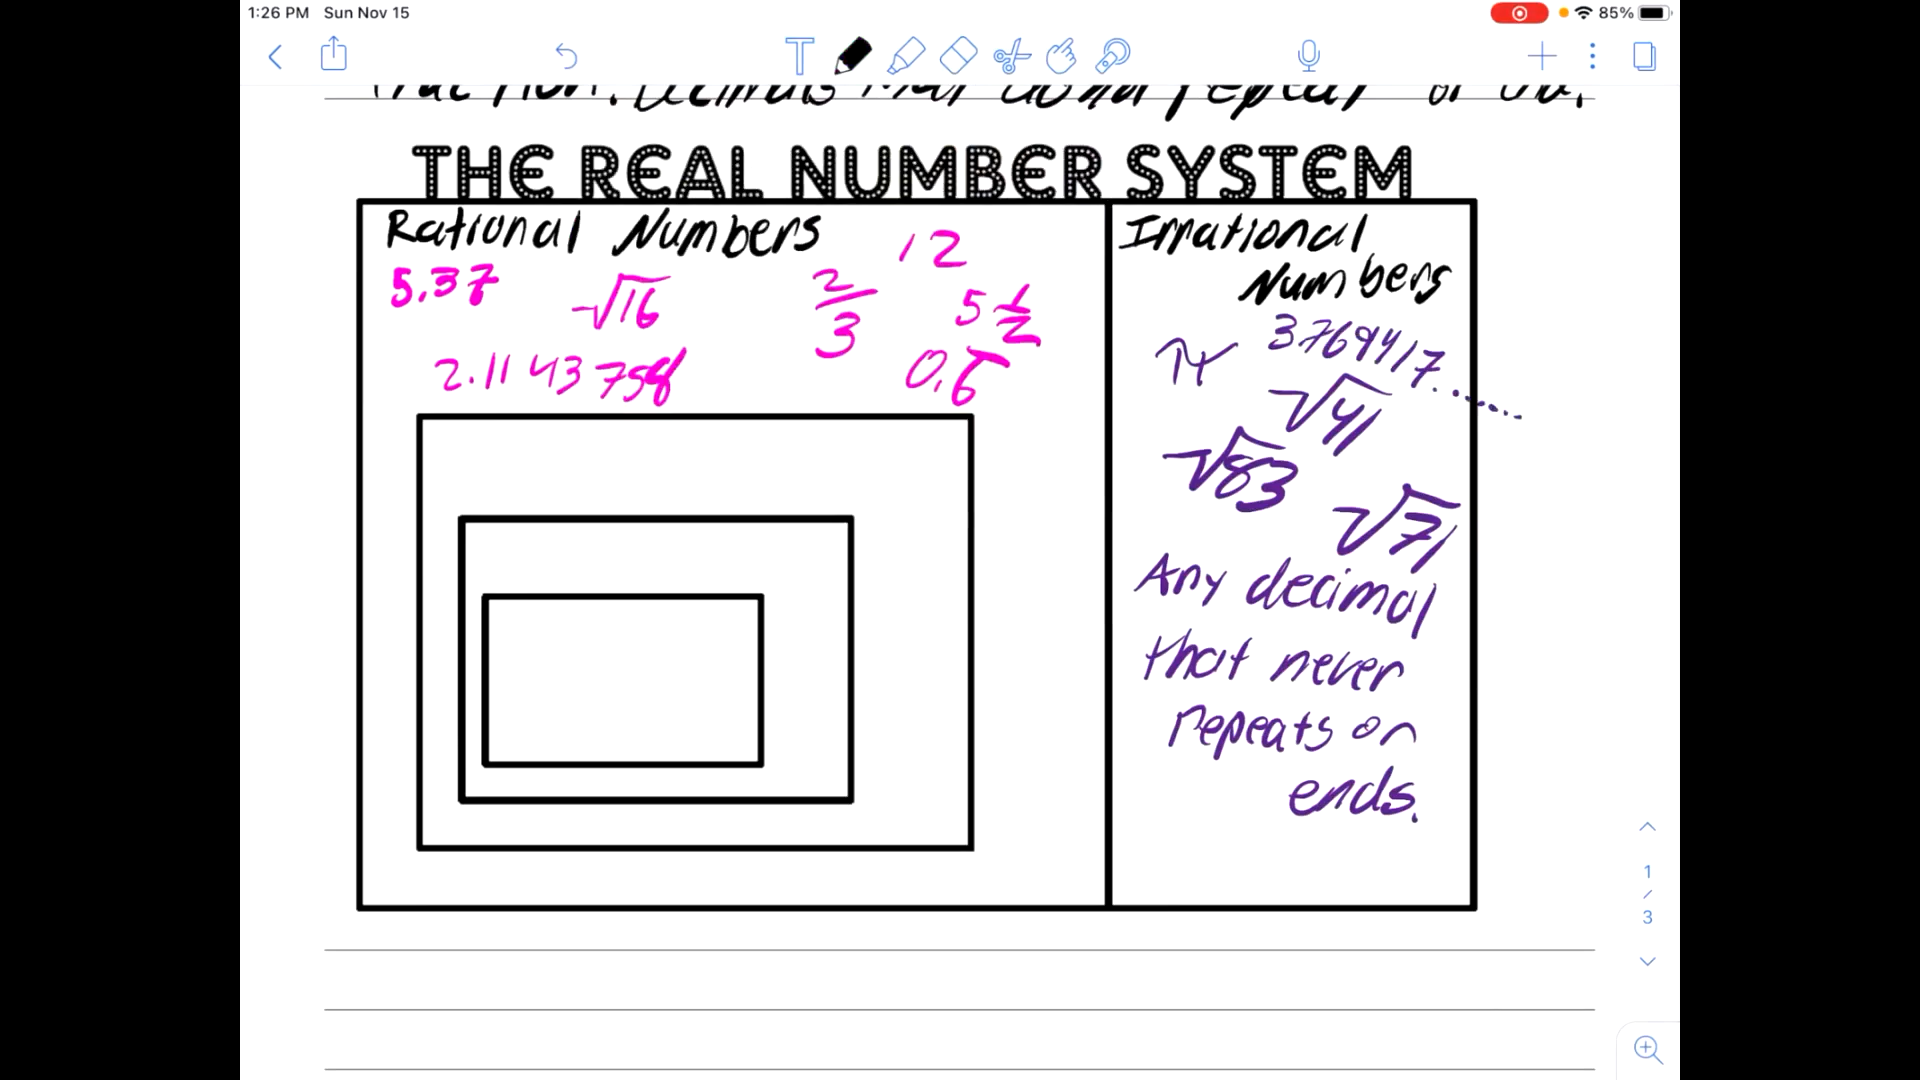 1:26 PM Sun Nov 15
85%
THE REAL NUMBER SYSTEM
Rational Numbers
12
5.37
√16
2/3
5 1/2
2.1143758
0.6
Irrational
Numbers
π
3769417.......
√41
√83
√71
Any decimal
that never
repeats or
ends.
1
/
3